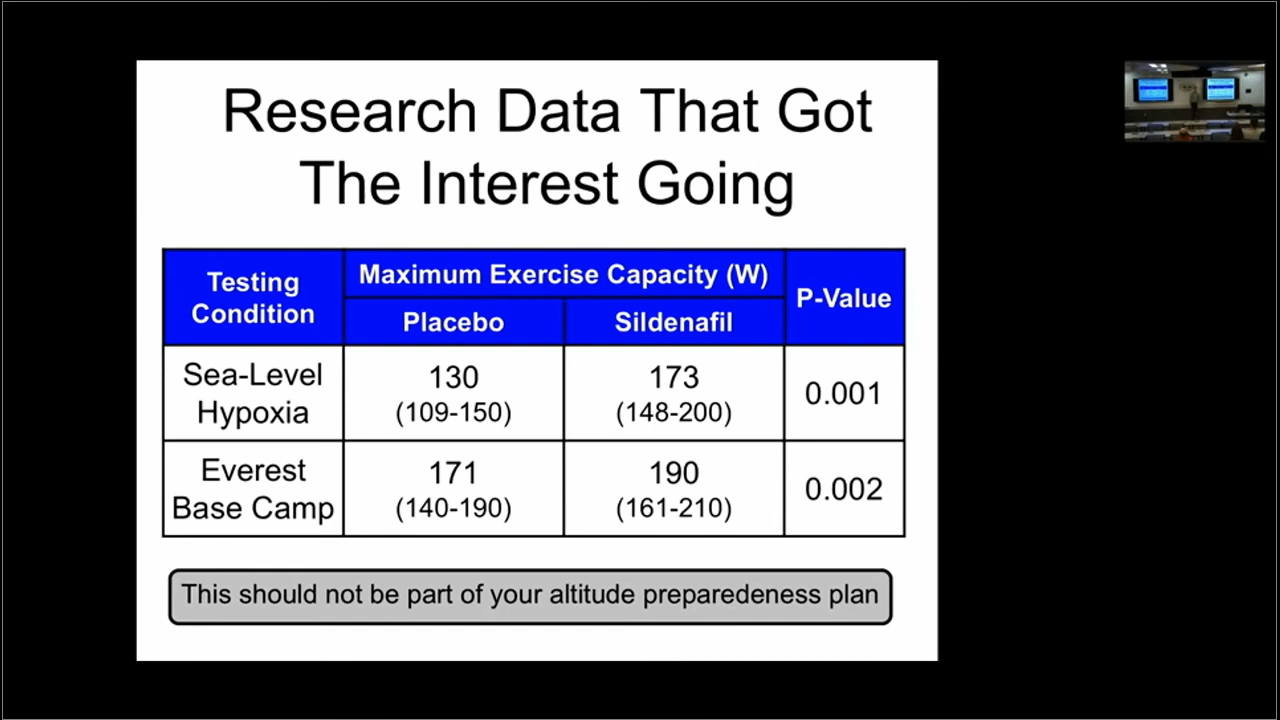 Research Data That Got
The Interest Going
Testing
Condition
Maximum Exercise Capacity (W)
P-Value
Placebo
Sildenafil
Sea-Level
Hypoxia
130
(109-150)
173
(148-200)
0.001
Everest
Base Camp
171
(140-190)
190
(161-210)
0.002
This should not be part of your altitude preparedeness plan